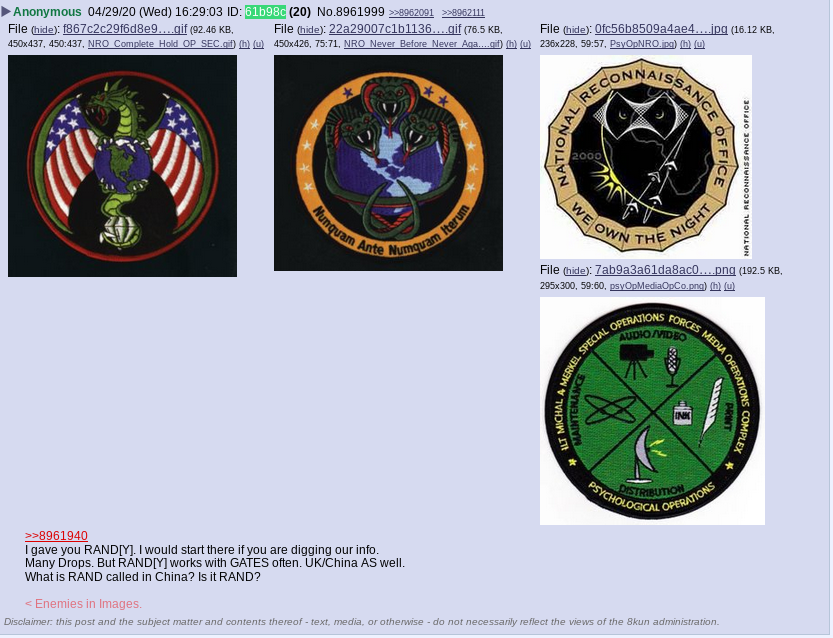 Anonymous 04/29/20 (Wed) 16:29:03 ID: 61b98c (20) No.8961999 >>8962091 >>8962111
File (hide): f867c2c29f6d8e9….gif (92.46 KB,
450x437, 450:437, NRO_Complete_Hold_OP_SEC.gif) (h) (u)
File (hide): 22a29007c1b1136….gif (76.5 KB,
450x426, 75:71, NRO_Never_Before_Never_Aga….gif) (h) (u)
Nunquam Ante Numquam Iterum
File (hide): 0fc56b8509a4ae4….jpg (16.12 KB,
236x228, 59:57, PsyOpNRO.jpg) (h) (u)
NATIONAL RECONNAISSANCE OFFICE
2000
WE OWN THE NIGHT
NATIONAL RECONNAISSANCE OFFICE
File (hide): 7ab9a3a61da8ac0….png (192.5 KB,
295x300, 59:60, psyOpMediaOpCo.png) (h) (u)
1LT MICHAL A MERKEL SPECIAL OPERATIONS FORCES MEDIA OPERATIONS COMPLEX
AUDIO/VIDEO
MAINTENANCE
INK
PRINT
DISTRIBUTION
PSYCHOLOGICAL OPERATIONS
>>8961940
I gave you RAND[Y]. I would start there if you are digging our info.
Many Drops. But RAND[Y] works with GATES often. UK/China AS well.
What is RAND called in China? Is it RAND?
< Enemies in Images.
Disclaimer: this post and the subject matter and contents thereof - text, media, or otherwise - do not necessarily reflect the views of the 8kun administration.